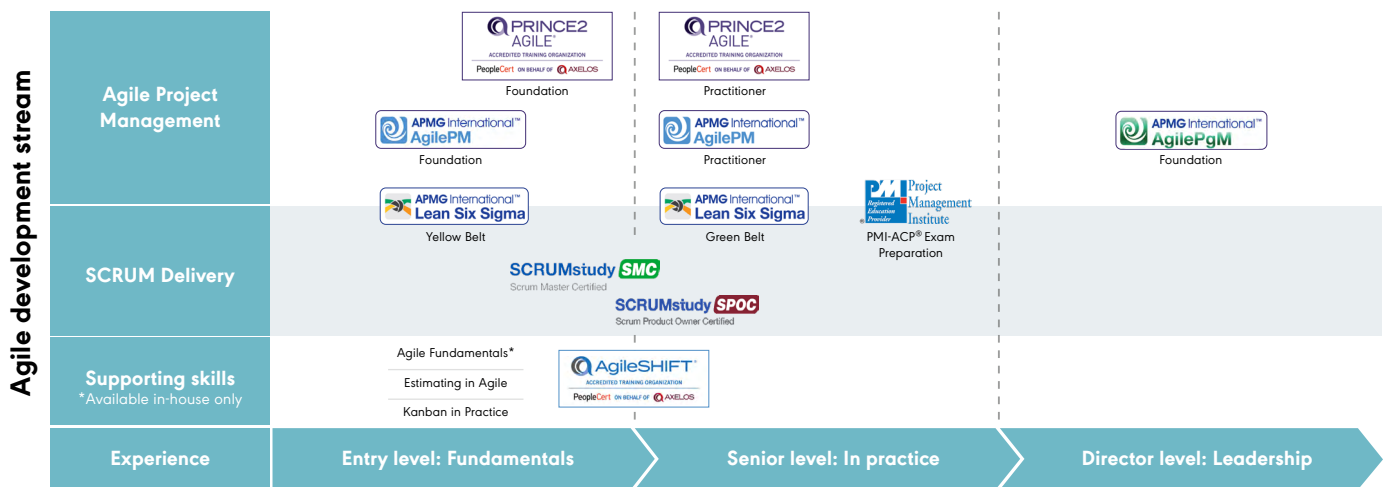 Agile development stream
Agile Project
Management
PRINCE2
AGILE®
ACCREDITED TRAINING ORGANIZATION
PeopleCert ON BEHALF OF AXELOS
Foundation
PRINCE2
AGILE®
ACCREDITED TRAINING ORGANIZATION
PeopleCert ON BEHALF OF AXELOS
Practitioner
APMG International™
AgilePM
Foundation
APMG International™
AgilePM
Practitioner
APMG International™
AgilePgM
Foundation
APMG International™
Lean Six Sigma
Yellow Belt
APMG International™
Lean Six Sigma
Green Belt
PMI
Registered
Education
Provider
®
Project
Management
Institute
PMI-ACP® Exam
Preparation
SCRUM Delivery
SCRUMstudy SMC
Scrum Master Certified
SCRUMstudy SPOC
Scrum Product Owner Certified
Supporting skills
*Available in-house only
Agile Fundamentals*
Estimating in Agile
Kanban in Practice
AgileSHIFT®
ACCREDITED TRAINING ORGANIZATION
PeopleCert ON BEHALF OF AXELOS
Experience
Entry level: Fundamentals
Senior level: In practice
Director level: Leadership